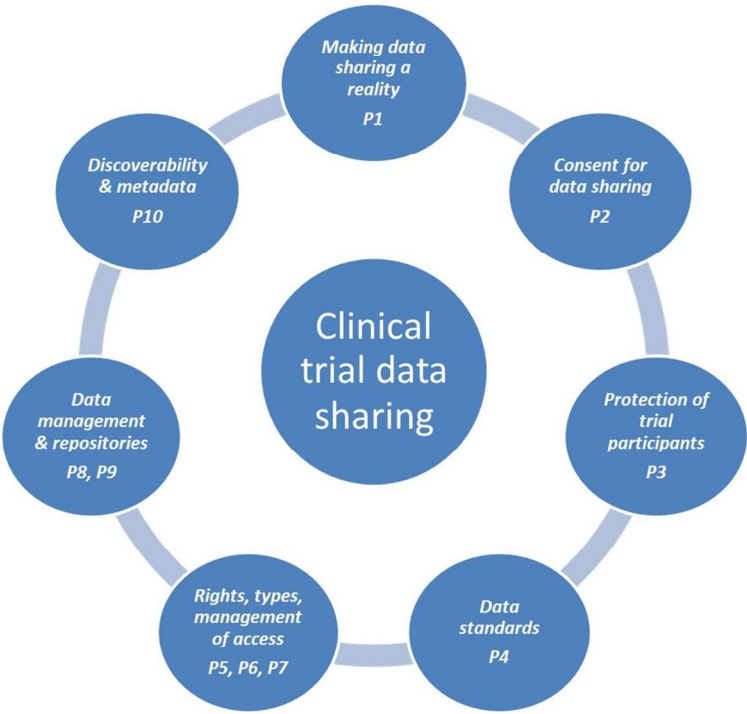 Making data
sharing a
reality
P1
Consent for
data sharing
P2
Protection of
trial
participants
P3
Data
standards
P4
Rights, types,
management
of access
P5, P6, P7
Data
management
& repositories
P8, P9
Discoverability
& metadata
P10
Clinical
trial data
sharing